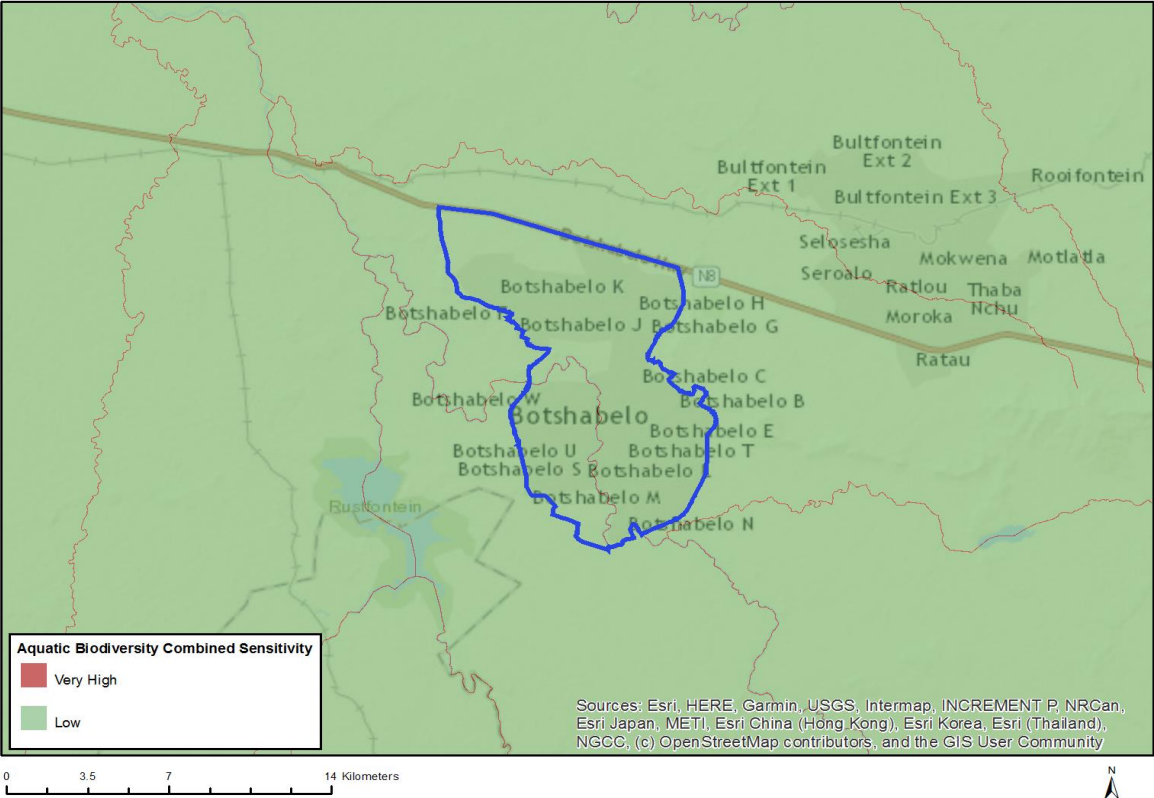 Bultfontein
Ext 2
Bultfontein
Ext 1
Rooifontein
Bultfontein Ext 3
Selosesha
Mokwena
Motlatla
Seroalo
N8
Botshabelo K
Ratlou
Thaba
Nchu
Botshabelo H
Botshabelo
Moroka
Botshabelo J
Botshabelo G
Ratau
Botshabelo C
Botshabelo W
Botshabelo B
Botshabelo
Botshabelo E
Botshabelo U
Botshabelo T
Botshabelo S
Botshabelo
Botshabelo M
Rustfontein
Botshabelo N
Aquatic Biodiversity Combined Sensitivity
Very High
Low
Sources: Esri, HERE, Garmin, USGS, Intermap, INCREMENT P, NRCan,
Esri Japan, METI, Esri China (Hong Kong), Esri Korea, Esri (Thailand),
NGCC, (c) OpenStreetMap contributors, and the GIS User Community
0 3.5 7 14 Kilometers
N